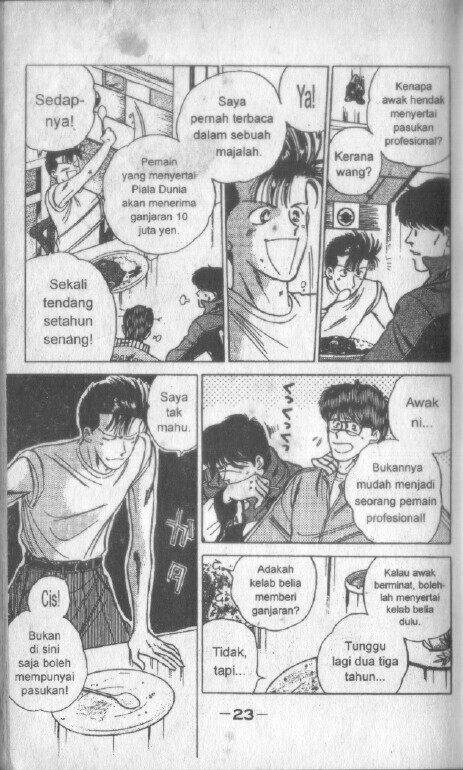 Kenapa
awak hendak
menyertai
pasukan
profesional?
Kerana
wang?
Ya!
Saya
pernah terbaca
dalam sebuah
majalah.
Pemain
yang menyertai
Piala Dunia
akan menerima
ganjaran 10
juta yen.
Sedap-
nya!
Sekali
tendang
setahun
senang!
Awak
ni...
Bukannya
mudah menjadi
seorang pemain
profesional!
Kalau awak
berminat, boleh-
lah menyertai
kelab belia
dulu.
Adakah
kelab belia
memberi
ganjaran?
Tunggu
lagi dua tiga
tahun...
Tidak,
tapi...
Saya
tak
mahu.
ガタ
Cis!
Bukan
di sini
saja boleh
mempunyai
pasukan!
–23–